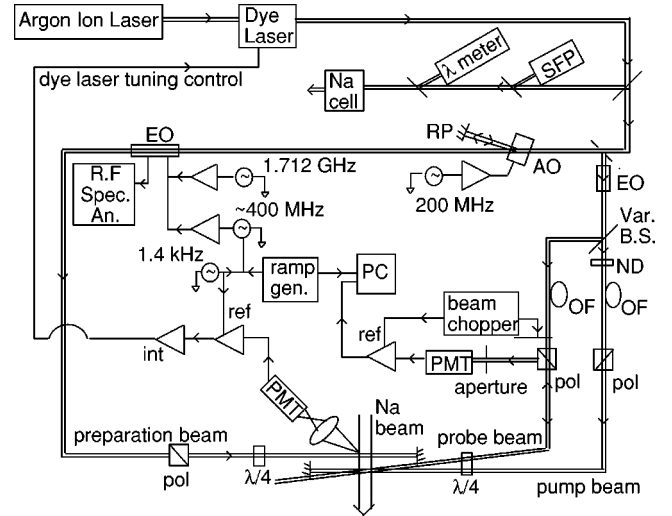 Argon Ion Laser
Dye
Laser
dye laser tuning control
Na
cell
λ meter
SFP
EO
RP
AO
R.F
Spec.
An.
1.712 GHz
~400 MHz
200 MHz
EO
Var.
B.S.
1.4 kHz
ramp
gen.
PC
ND
OF
OF
beam
chopper
ref
ref
int
PMT
aperture
pol
pol
PMT
Na
beam
preparation beam
probe beam
pol
λ/4
λ/4
pump beam